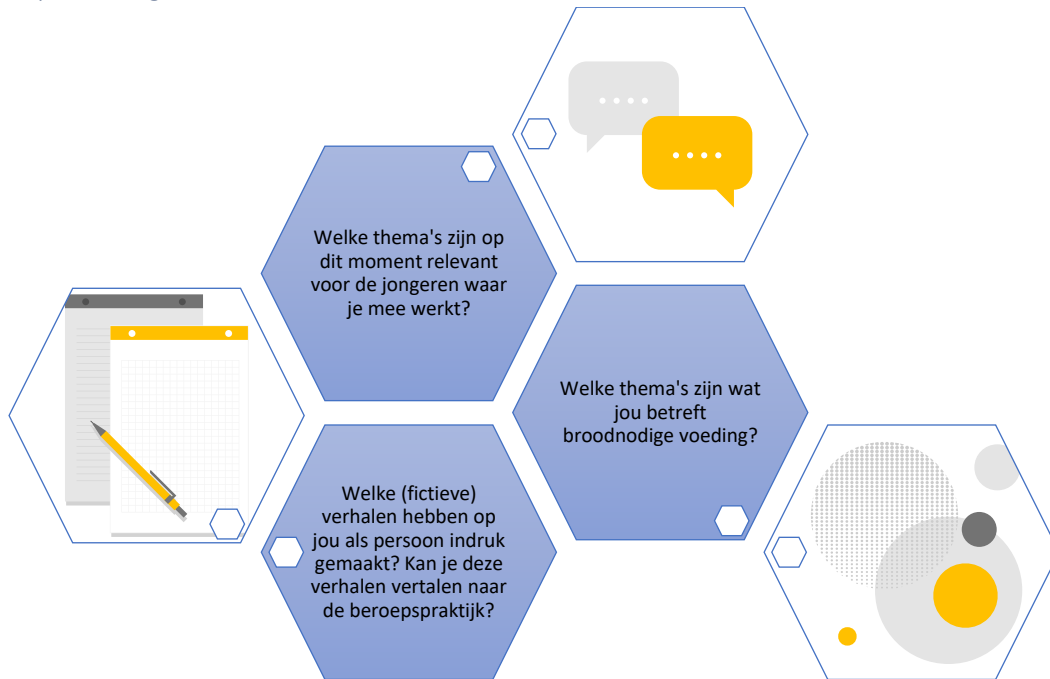 Welke thema's zijn op
dit moment relevant
voor de jongeren waar
je mee werkt?
Welke thema's zijn wat
jou betreft
broodnodige voeding?
Welke (fictieve)
verhalen hebben op
jou als persoon indruk
gemaakt? Kan je deze
verhalen vertalen naar
de beroepspraktijk?